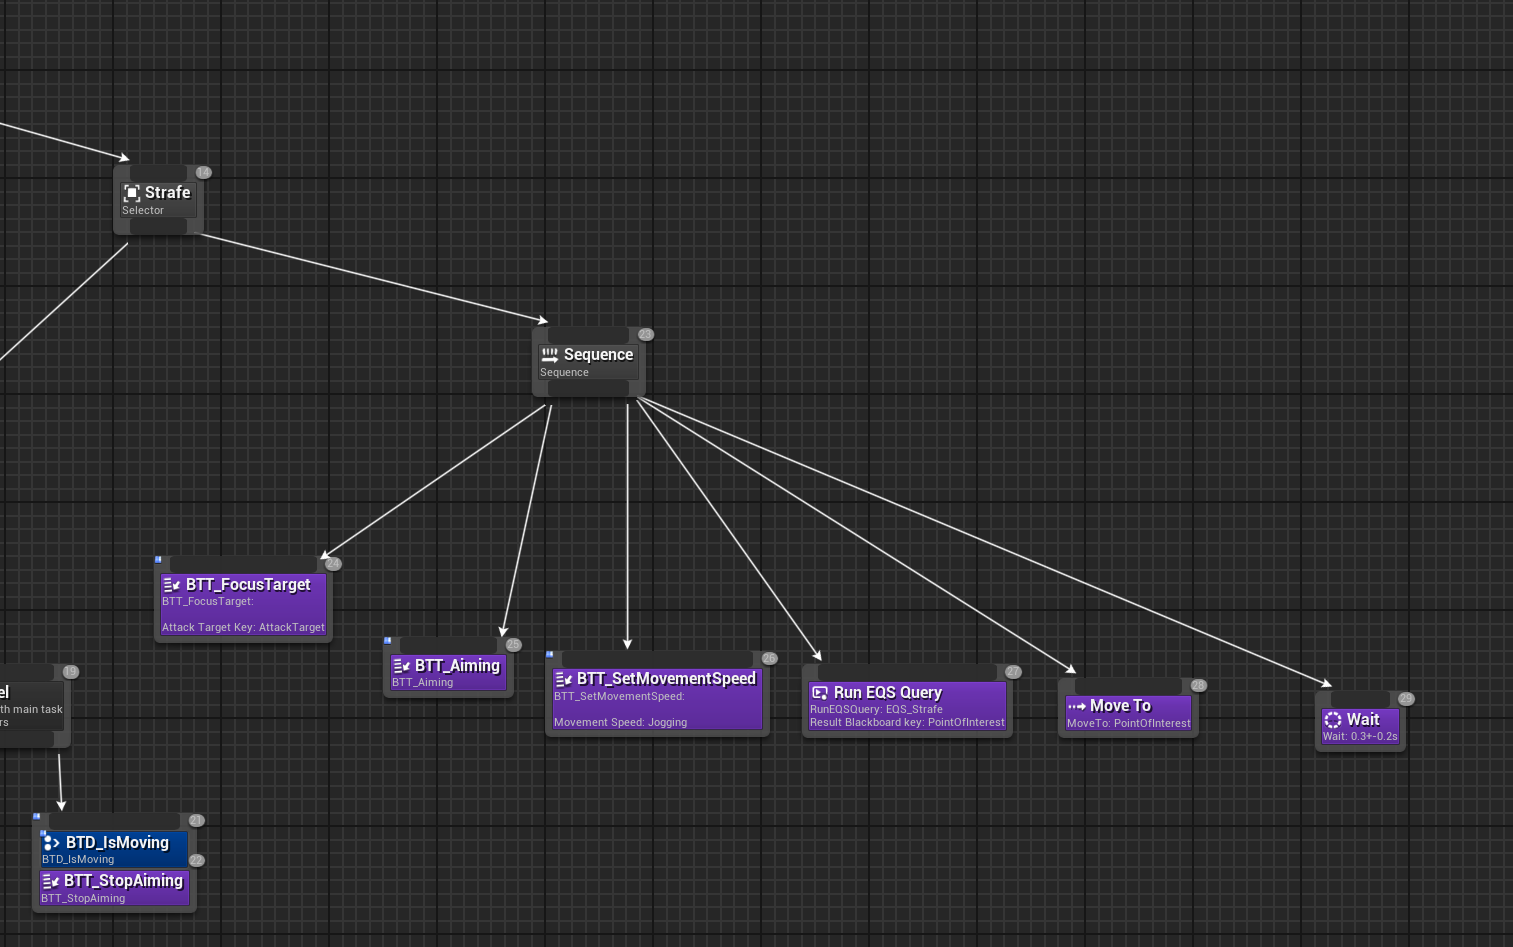 14
Strafe
Selector
23
Sequence
Sequence
24
BTT_FocusTarget
BTT_FocusTarget:
Attack Target Key: AttackTarget
25
BTT_Aiming
BTT_Aiming
26
BTT_SetMovementSpeed
BTT_SetMovementSpeed:
Movement Speed: Jogging
27
Run EQS Query
RunEQSQuery: EQS_Strafe
Result Blackboard key: PointOfInterest
28
Move To
MoveTo: PointOfInterest
29
Wait
Wait: 0.3+-0.2s
19
el
th main task
rs
21
BTD_IsMoving
BTD_IsMoving
22
BTT_StopAiming
BTT_StopAiming